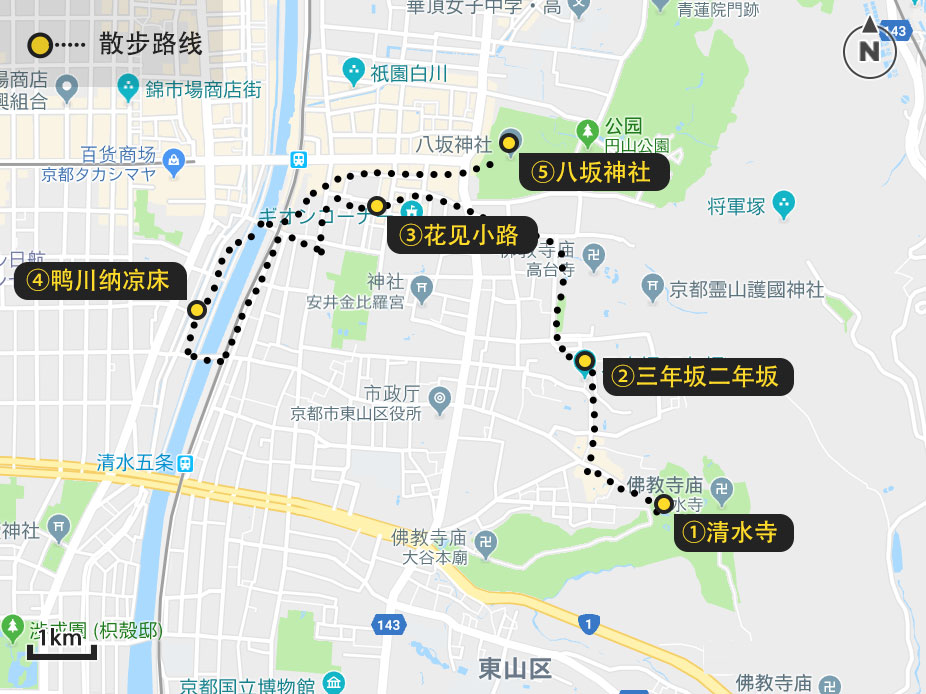 華頂女子中学・高
青蓮院門跡
143
散步路线
N
場商店
興組合
錦市場商店街
祇園白川
公园
円山公園
八坂神社
百货商场
京都タカシマヤ
⑤八坂神社
将軍塚
ギオンコーナー
③花见小路
佛教寺庙
高台寺
④鸭川纳凉床
神社
安井金比羅宮
京都霊山護國神社
②三年坂二年坂
市政厅
京都市東山区役所
清水五条
佛教寺庙
水寺
①清水寺
神社
佛教寺庙
大谷本廟
渉成園 (枳殻邸)
1km
143
1
東山区
京都国立博物館
佛教寺庙